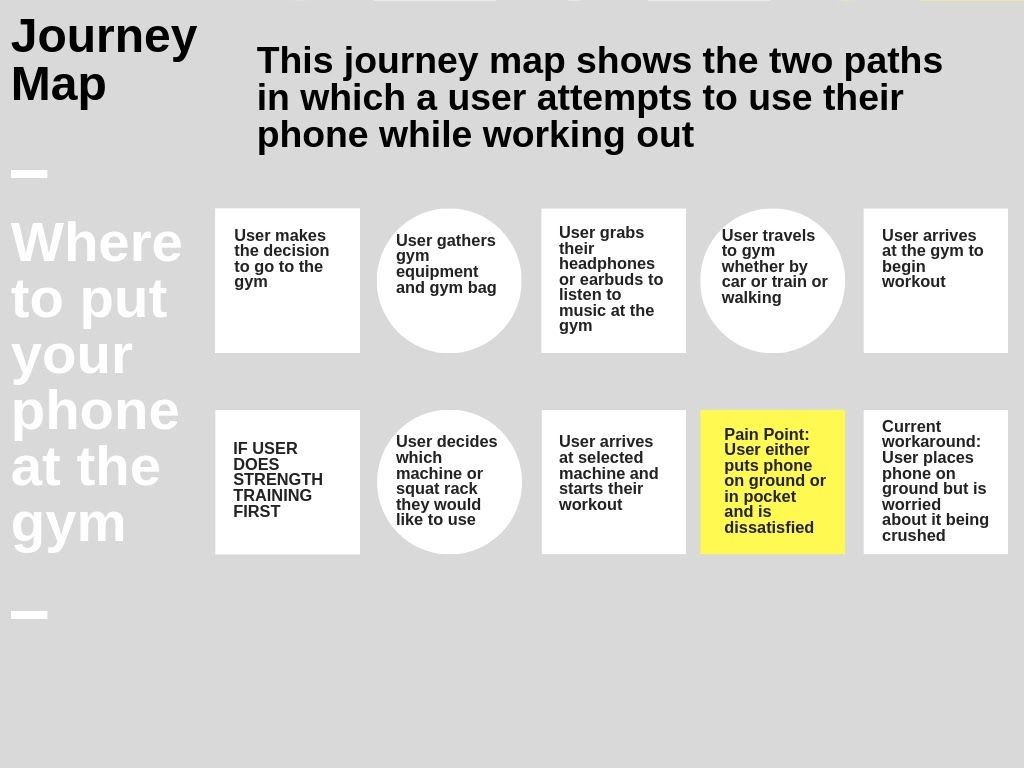 Journey
Map
This journey map shows the two paths
in which a user attempts to use their
phone while working out
Where
to put
your
phone
at the
gym
User makes
the decision
to go to the
gym
User gathers
gym
equipment
and gym bag
User grabs
their
headphones
or earbuds to
listen to
music at the
gym
User travels
to gym
whether by
car or train or
walking
User arrives
at the gym to
begin
workout
IF USER
DOES
STRENGTH
TRAINING
FIRST
User decides
which
machine or
squat rack
they would
like to use
User arrives
at selected
machine and
starts their
workout
Pain Point:
User either
puts phone
on ground or
in pocket
and is
dissatisfied
Current
workaround:
User places
phone on
ground but is
worried
about it being
crushed